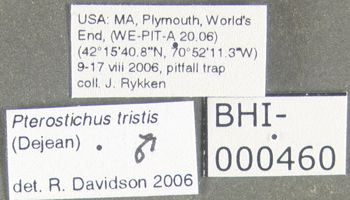 USA: MA, Plymouth, World's
End, (WE-PIT-A 20.06)
(42°15'40.8"N, 70°52'11.3"W)
9-17 viii 2006, pitfall trap
coll. J. Rykken
Pterostichus tristis
(Dejean) ♂
det. R. Davidson 2006
BHI-
000460